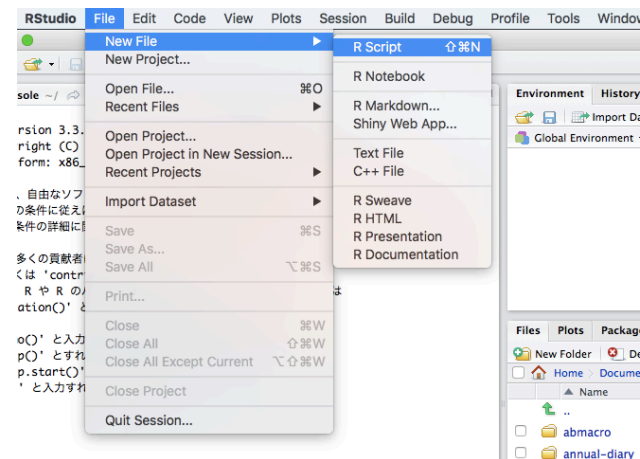 RStudio File Edit Code View Plots Session Build Debug Profile Tools Window
New File
R Script ⇧⌘N
New Project...
R Notebook
Open File... ⌘O
Recent Files
R Markdown...
Shiny Web App...
Open Project...
Open Project in New Session...
Recent Projects
Text File
C++ File
Import Dataset
R Sweave
R HTML
R Presentation
R Documentation
Save ⌘S
Save As...
Save All ⌥⌘S
Print...
Close ⌘W
Close All ⇧⌘W
Close All Except Current ⌥⇧⌘W
Close Project
Quit Session...
sole ~/
rsion 3.3.
right (C)
form: x86_
、自由なソフ
の条件に従えは
条件の詳細に
多くの貢献者
くは 'contr
R や R の
は
ation()' と
o()' と入力
p()' とすれ
p.start()'
' と入力すれ
Environment History
Import Da
Global Environment
Files Plots Package
New Folder De
Home Docume
Name
..
abmacro
annual-diary